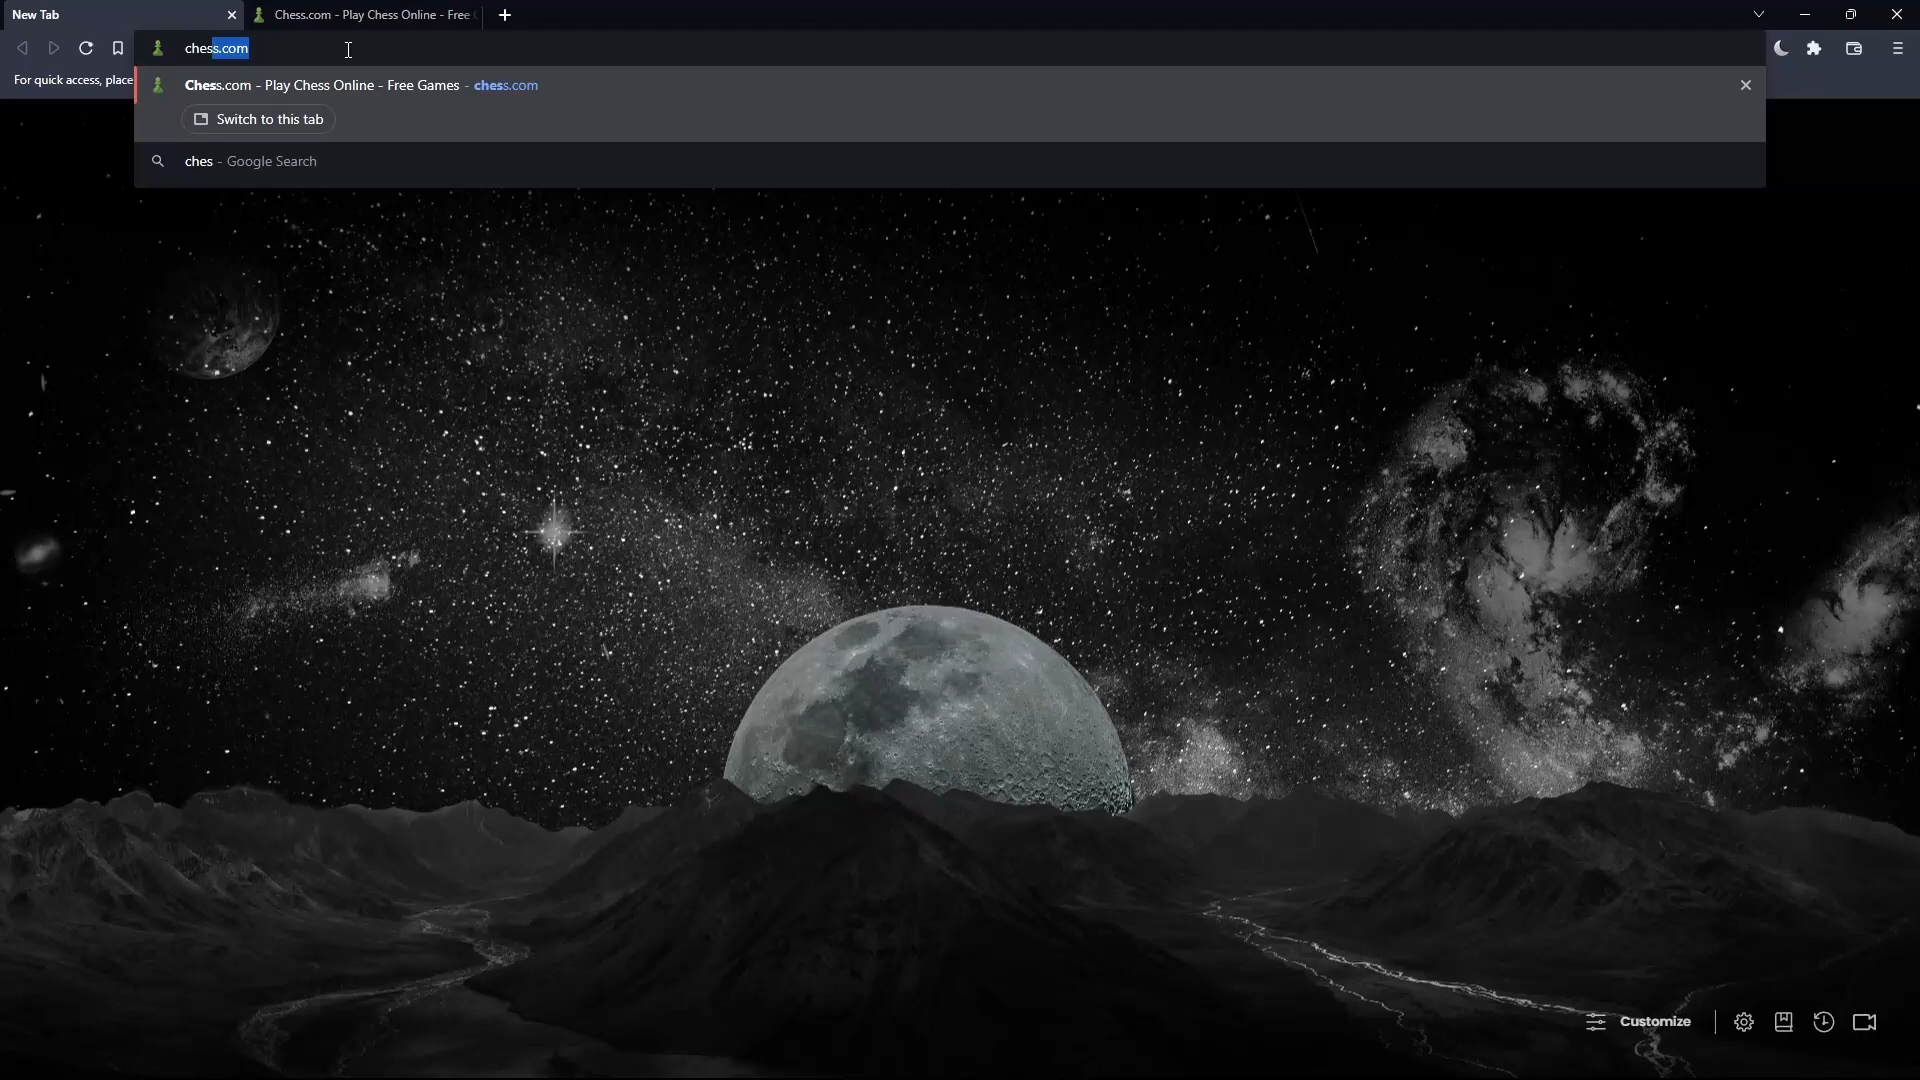 New Tab
Chess.com - Play Chess Online - Free
chess.com
For quick access, place
Chess.com - Play Chess Online - Free Games - chess.com
Switch to this tab
ches - Google Search
Customize